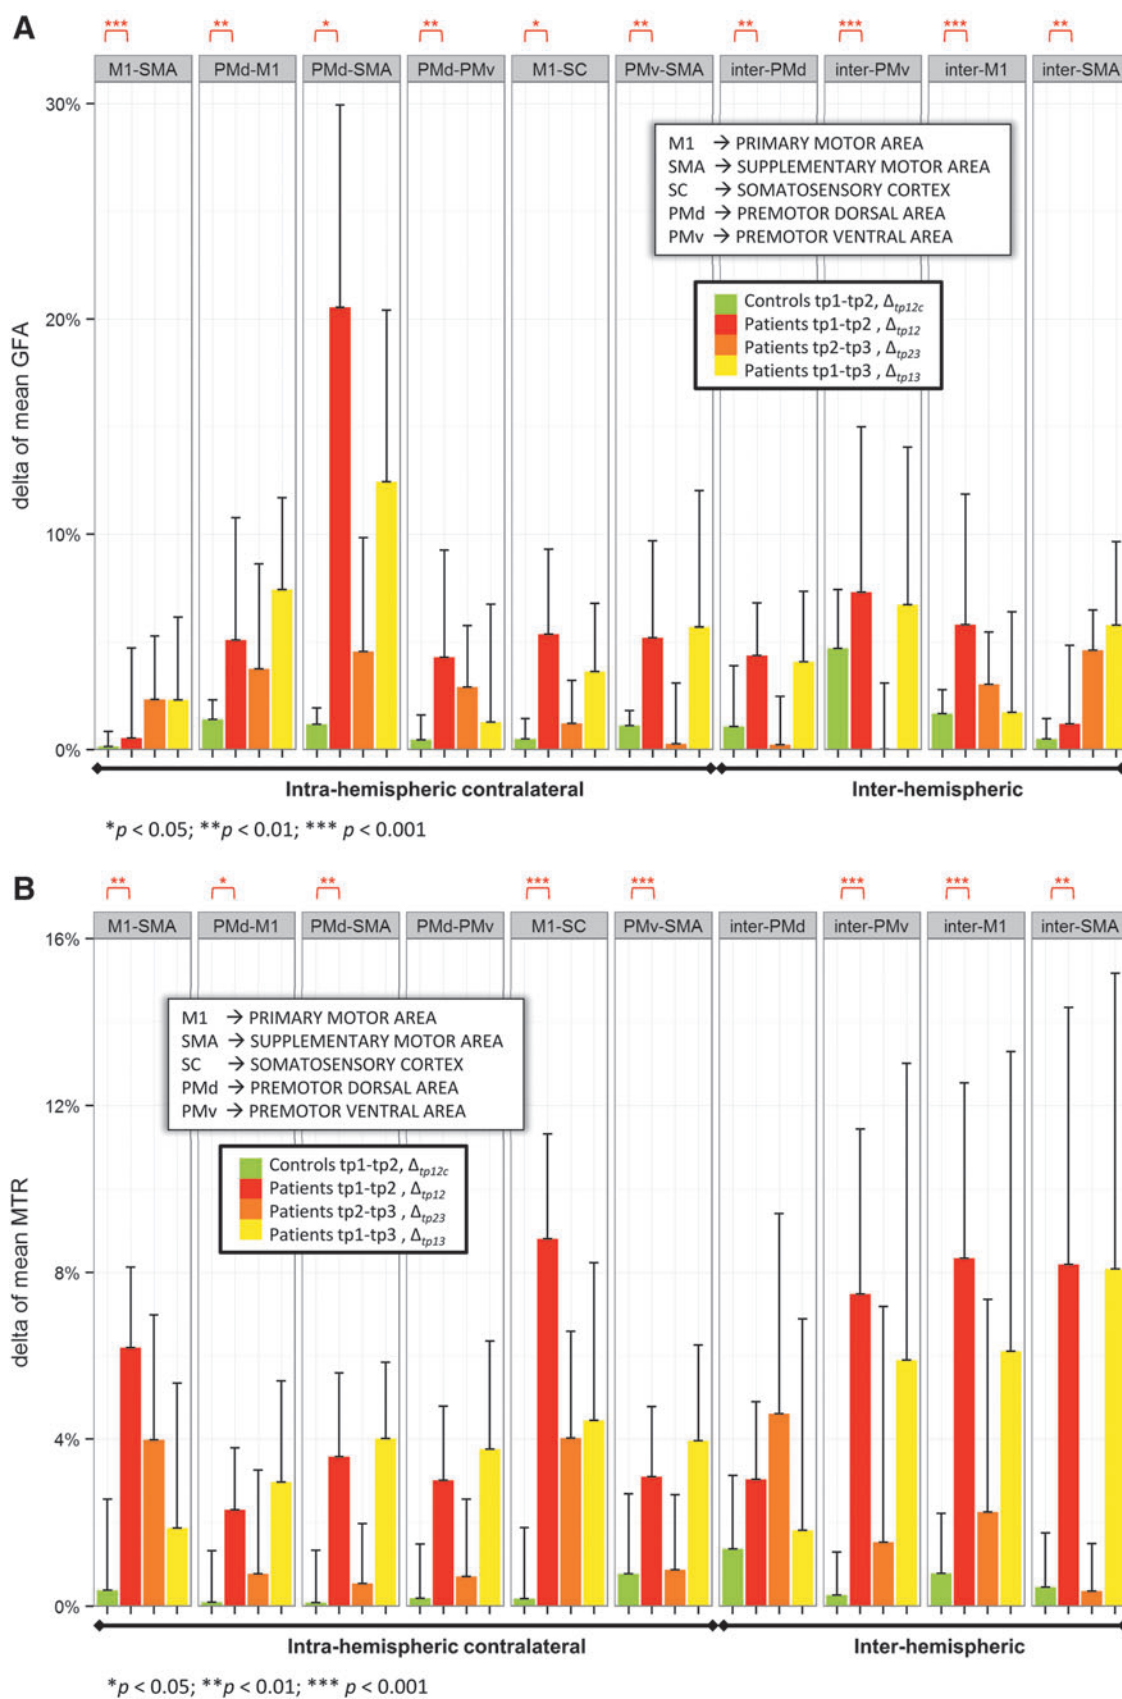 A
*** ** * ** * ** ** *** *** **
M1-SMA PMd-M1 PMd-SMA PMd-PMv M1-SC PMv-SMA inter-PMd inter-PMv inter-M1 inter-SMA
30%
M1 → PRIMARY MOTOR AREA
SMA → SUPPLEMENTARY MOTOR AREA
SC → SOMATOSENSORY CORTEX
PMd → PREMOTOR DORSAL AREA
PMv → PREMOTOR VENTRAL AREA
Controls tp1-tp2, Δtp12c
Patients tp1-tp2 , Δtp12
Patients tp2-tp3 , Δtp23
Patients tp1-tp3 , Δtp13
20%
delta of mean GFA
10%
0%
Intra-hemispheric contralateral Inter-hemispheric
*p < 0.05; **p < 0.01; *** p < 0.001
B
** * ** *** *** *** *** **
M1-SMA PMd-M1 PMd-SMA PMd-PMv M1-SC PMv-SMA inter-PMd inter-PMv inter-M1 inter-SMA
16%
M1 → PRIMARY MOTOR AREA
SMA → SUPPLEMENTARY MOTOR AREA
SC → SOMATOSENSORY CORTEX
PMd → PREMOTOR DORSAL AREA
PMv → PREMOTOR VENTRAL AREA
12%
Controls tp1-tp2, Δtp12c
Patients tp1-tp2 , Δtp12
Patients tp2-tp3 , Δtp23
Patients tp1-tp3 , Δtp13
delta of mean MTR
8%
4%
0%
Intra-hemispheric contralateral Inter-hemispheric
*p < 0.05; **p < 0.01; *** p < 0.001